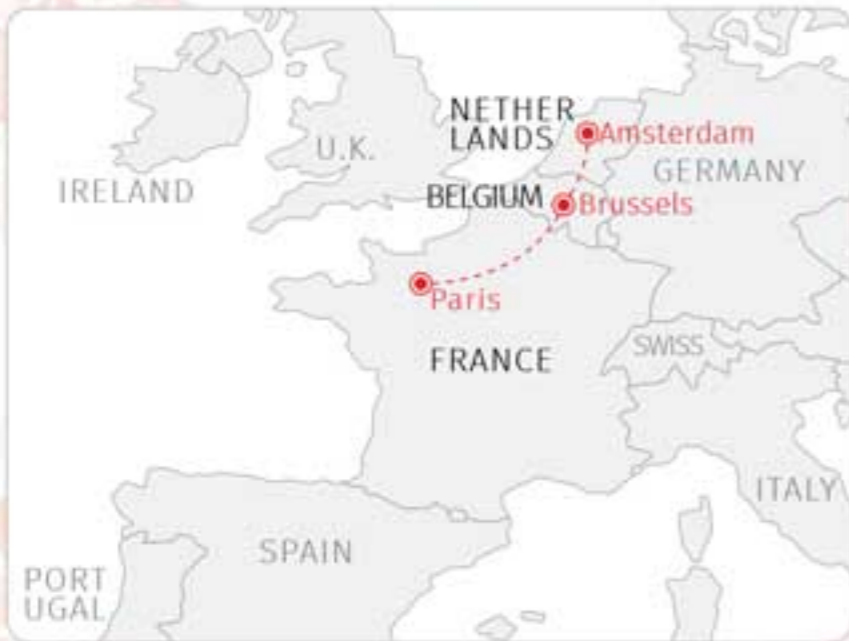 NETHER
LANDS
Amsterdam
U.K.
GERMANY
IRELAND
BELGIUM
Brussels
Paris
SWISS
FRANCE
ITALY
SPAIN
PORT
UGAL